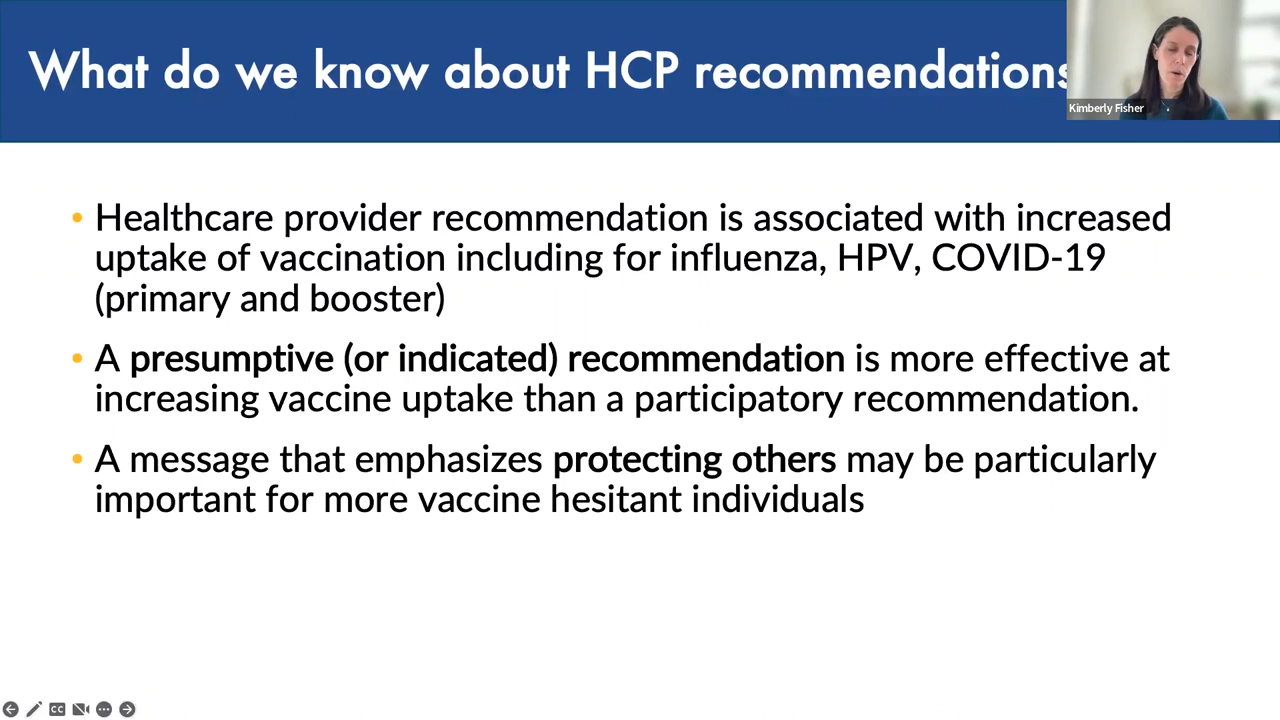 What do we know about HCP recommendations
Kimberly Fisher
• Healthcare provider recommendation is associated with increased
uptake of vaccination including for influenza, HPV, COVID-19
(primary and booster)
• A presumptive (or indicated) recommendation is more effective at
increasing vaccine uptake than a participatory recommendation.
• A message that emphasizes protecting others may be particularly
important for more vaccine hesitant individuals
CC